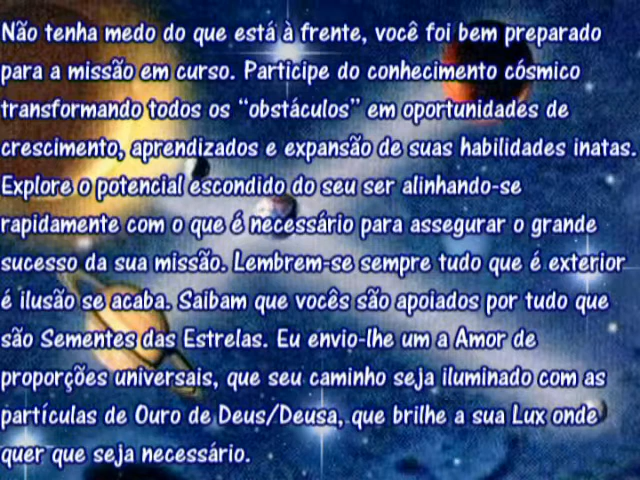 Não tenha medo do que está à frente, você foi bem preparado
para a missão em curso. Participe do conhecimento cósmico
transformando todos os “obstáculos” em oportunidades de
crescimento, aprendizados e expansão de suas habilidades inatas.
Explore o potencial escondido do seu ser alinhando-se
rapidamente com o que é necessário para assegurar o grande
sucesso da sua missão. Lembrem-se sempre tudo que é exterior
é ilusão se acaba. Saibam que vocês são apoiados por tudo que
são Sementes das Estrelas. Eu envio-lhe um a Amor de
proporções universais, que seu caminho seja iluminado com as
partículas de Ouro de Deus/Deusa, que brilhe a sua Lux onde
quer que seja necessário.